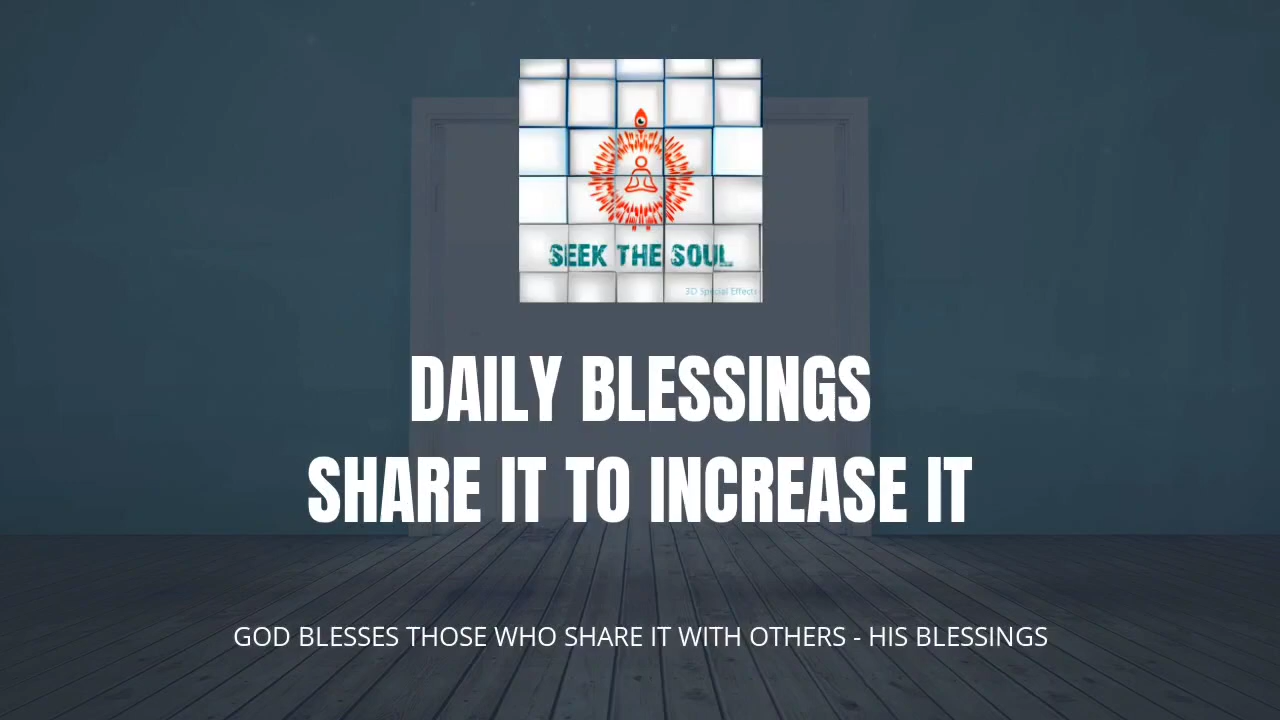 SEEK THE SOUL
3D Special Effects
DAILY BLESSINGS
SHARE IT TO INCREASE IT
GOD BLESSES THOSE WHO SHARE IT WITH OTHERS - HIS BLESSINGS